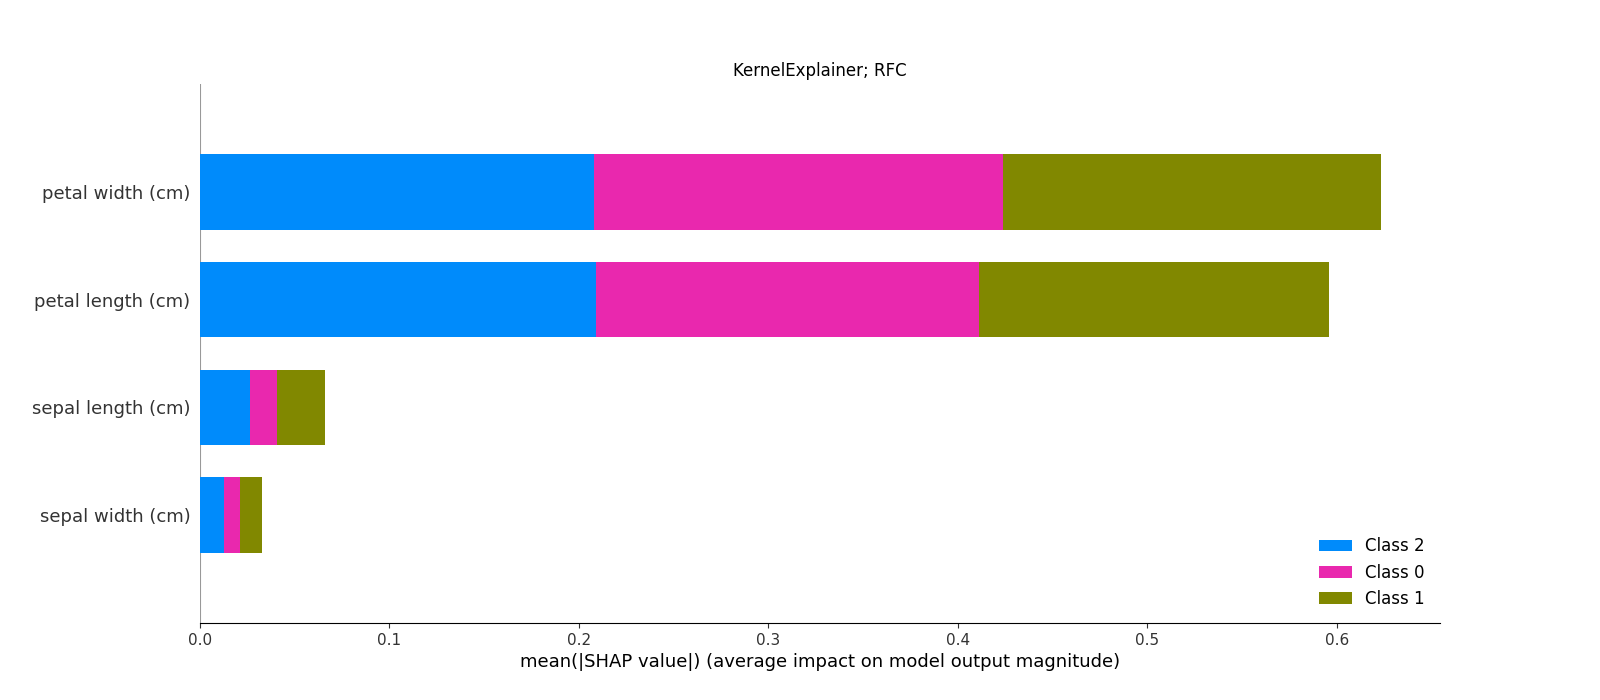 KernelExplainer; RFC
petal width (cm)
petal length (cm)
sepal length (cm)
sepal width (cm)
Class 2
Class 0
Class 1
0.0 0.1 0.2 0.3 0.4 0.5 0.6
mean(|SHAP value|) (average impact on model output magnitude)